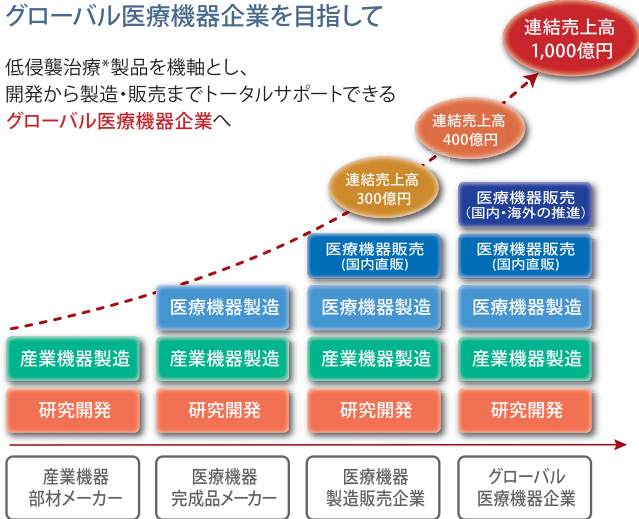 グローバル医療機器企業を目指して
低侵襲治療*製品を機軸とし、
開発から製造・販売までトータルサポートできる
グローバル医療機器企業へ
連結売上高
1,000億円
連結売上高
400億円
連結売上高
300億円
医療機器販売
（国内・海外の推進）
医療機器販売
(国内直販)
医療機器販売
(国内直販)
医療機器製造
医療機器製造
医療機器製造
産業機器製造
産業機器製造
産業機器製造
産業機器製造
研究開発
研究開発
研究開発
研究開発
産業機器
部材メーカー
医療機器
完成品メーカー
医療機器
製造販売企業
グローバル
医療機器企業